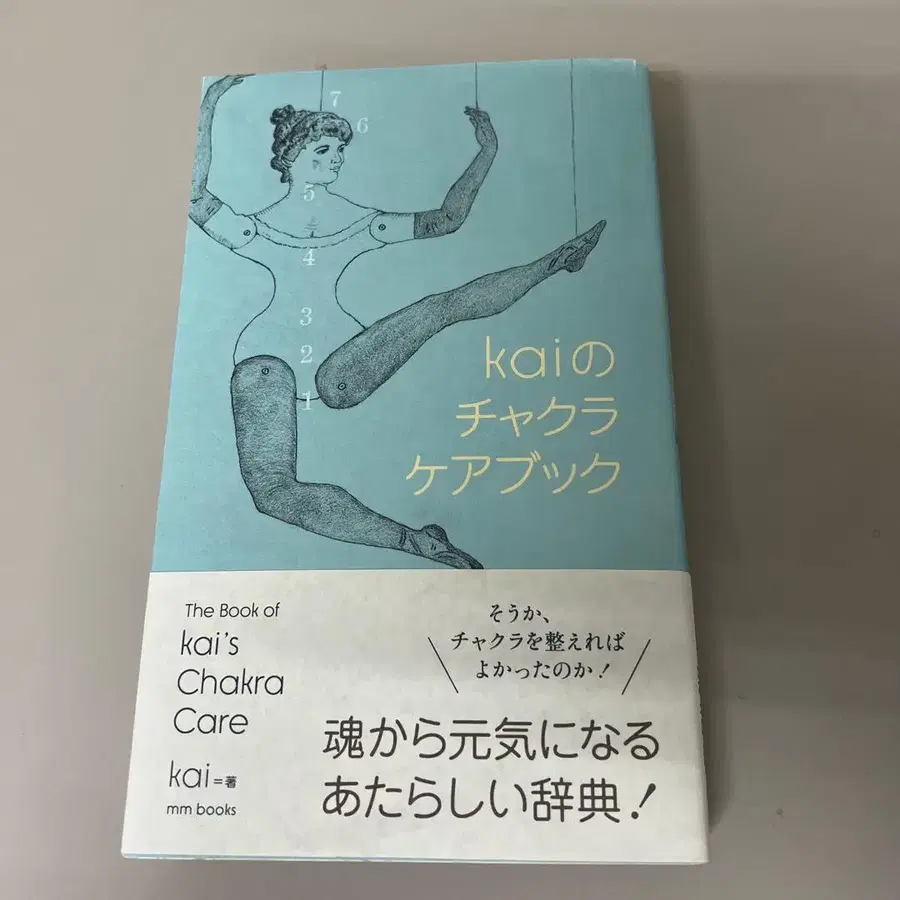 7
6
5
4
3
2
1
kaiの
チャクラ
ケアブック
The Book of
kai's
Chakra
Care
kai=著
mm books
そうか、
チャクラを整えれば
よかったのか!
魂から元気になる
あたらしい辞典!